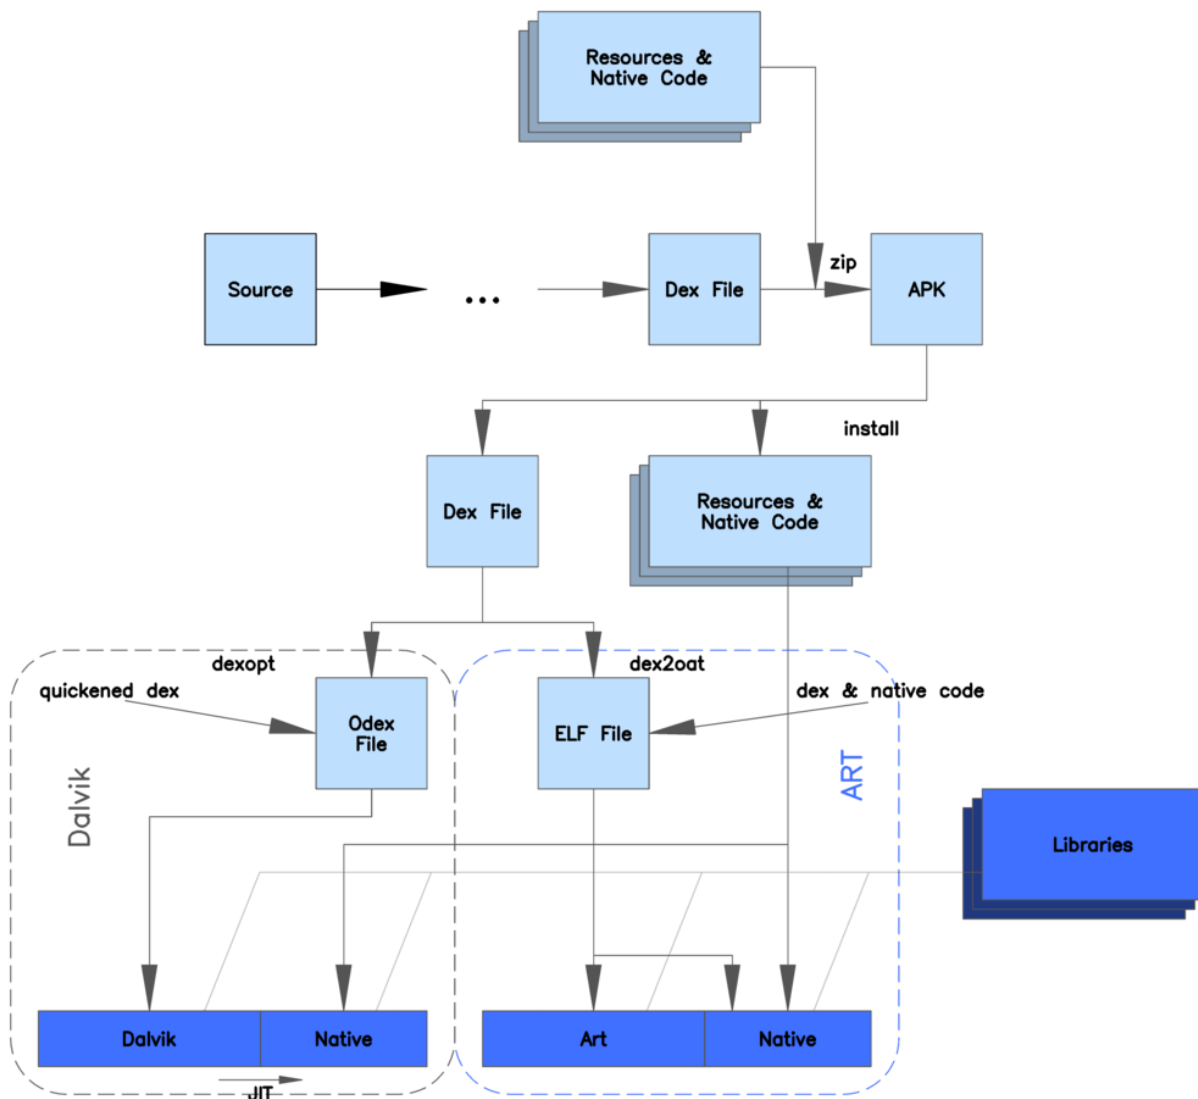 Resources &
Native Code
zip
Source
...
Dex File
APK
install
Dex File
Resources &
Native Code
dexopt
dex2oat
quickened dex
dex & native code
Odex
File
ELF File
Dalvik
ART
Libraries
Dalvik
Native
Art
Native
JIT